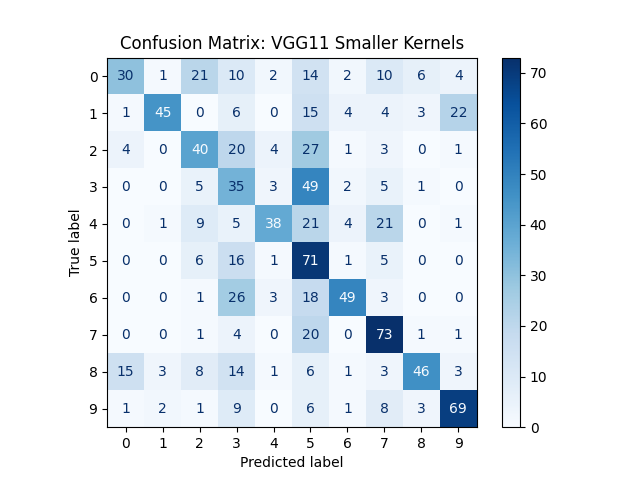 Confusion Matrix: VGG11 Smaller Kernels
0 30 1 21 10 2 14 2 10 6 4
1 1 45 0 6 0 15 4 4 3 22
2 4 0 40 20 4 27 1 3 0 1
3 0 0 5 35 3 49 2 5 1 0
4 0 1 9 5 38 21 4 21 0 1
5 0 0 6 16 1 71 1 5 0 0
6 0 0 1 26 3 18 49 3 0 0
7 0 0 1 4 0 20 0 73 1 1
8 15 3 8 14 1 6 1 3 46 3
9 1 2 1 9 0 6 1 8 3 69
0 1 2 3 4 5 6 7 8 9
Predicted label
True label
70
60
50
40
30
20
10
0